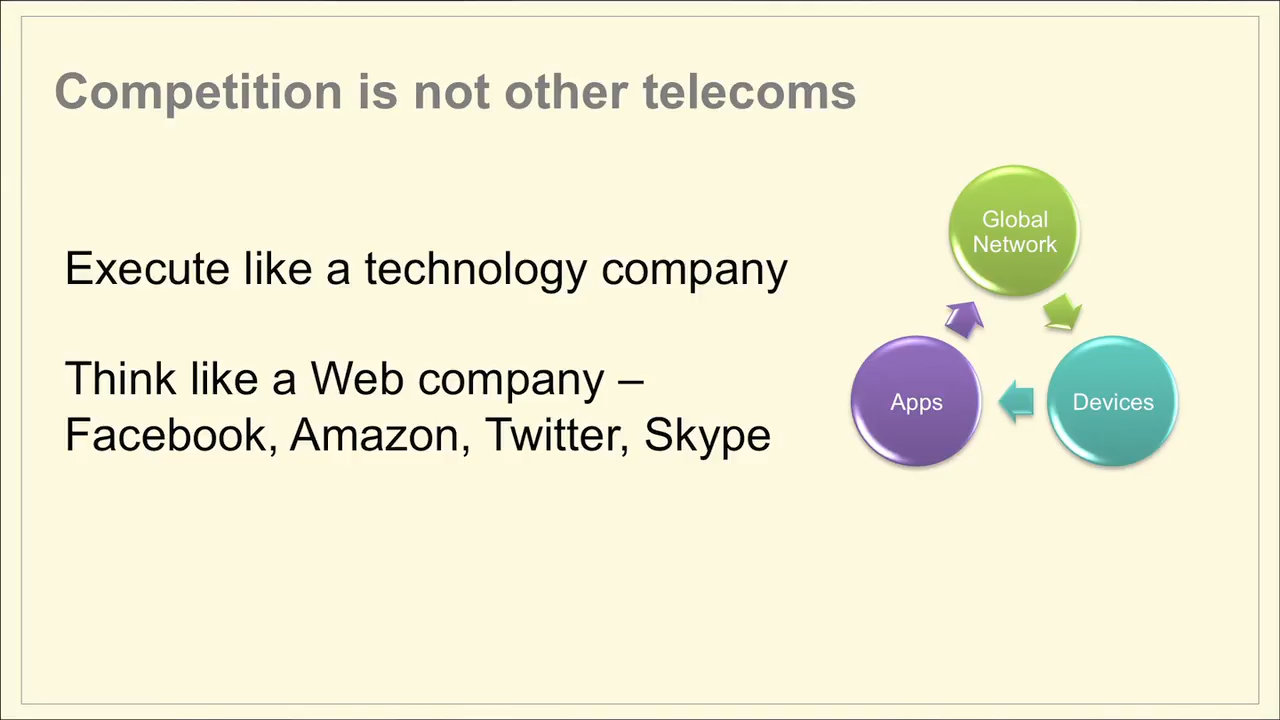 Competition is not other telecoms
Execute like a technology company
Think like a Web company –
Facebook, Amazon, Twitter, Skype
Global
Network
Apps
Devices